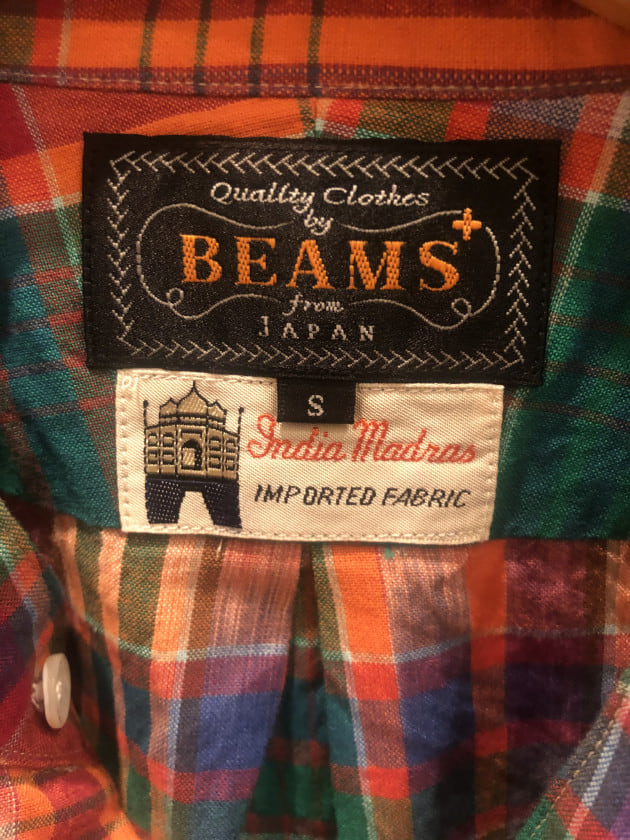 Quality Clothes
by
BEAMS+
from
JAPAN
S
India Madras
IMPORTED FABRIC